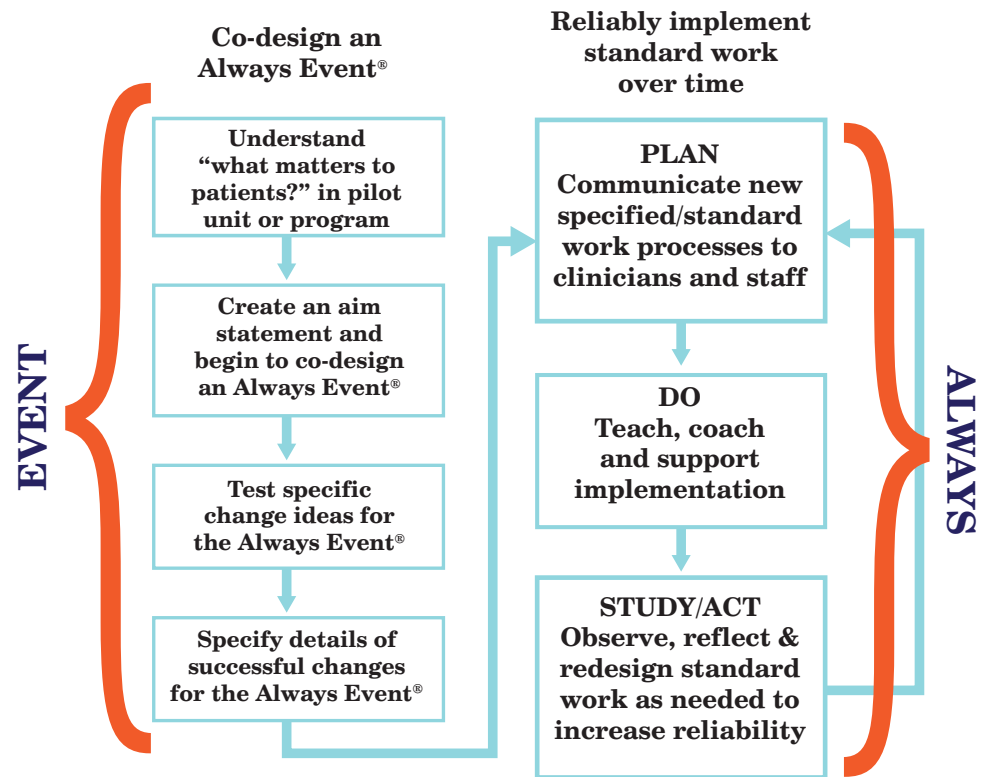 Co-design an
Always Event®
EVENT
Understand
“what matters to
patients?” in pilot
unit or program
Create an aim
statement and
begin to co-design
an Always Event®
Test specific
change ideas for
the Always Event®
Specify details of
successful changes
for the Always Event®
Reliably implement
standard work
over time
PLAN
Communicate new
specified/standard
work processes to
clinicians and staff
DO
Teach, coach
and support
implementation
STUDY/ACT
Observe, reflect &
redesign standard
work as needed to
increase reliability
ALWAYS